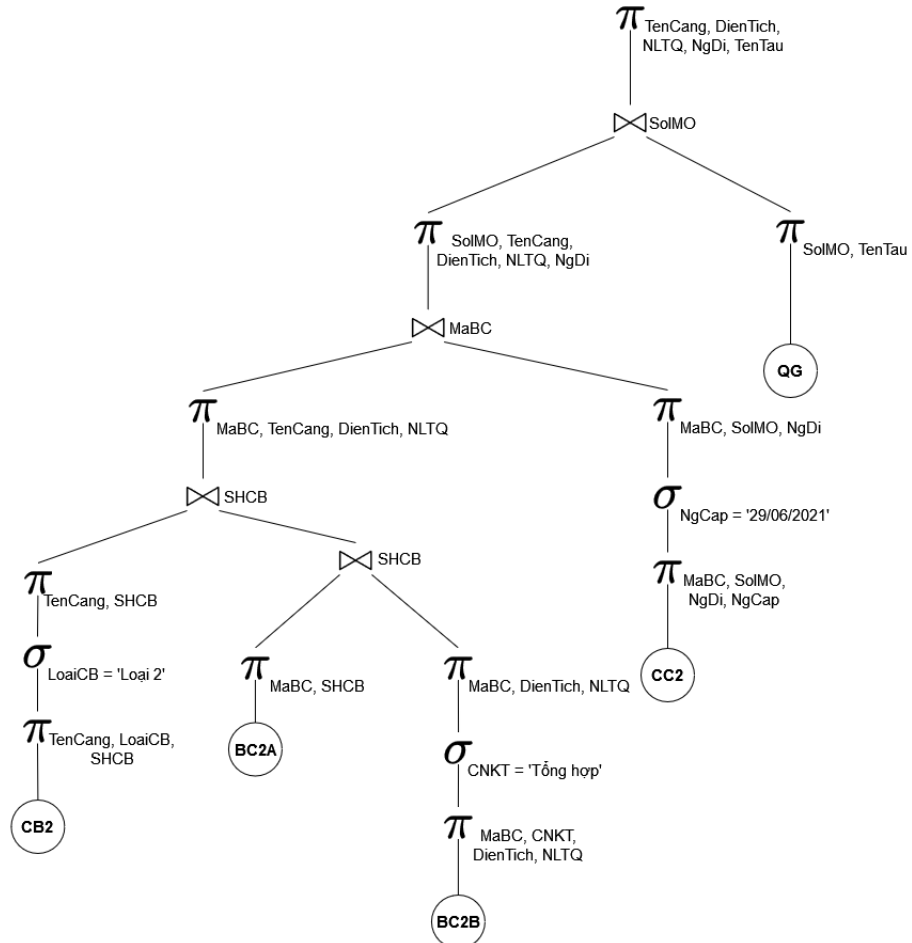 π TenCang, DienTich,
NLTQ, NgDi, TenTau
SoIMO
π SoIMO, TenCang,
DienTich, NLTQ, NgDi
π SoIMO, TenTau
MaBC
QG
π MaBC, TenCang, DienTich, NLTQ
π MaBC, SoIMO, NgDi
SHCB
σ NgCap = '29/06/2021'
SHCB
π TenCang, SHCB
π MaBC, SoIMO,
NgDi, NgCap
σ LoaiCB = 'Loại 2'
π MaBC, SHCB
π MaBC, DienTich, NLTQ
CC2
π TenCang, LoaiCB,
SHCB
BC2A
σ CNKT = 'Tổng hợp'
CB2
π MaBC, CNKT,
DienTich, NLTQ
BC2B